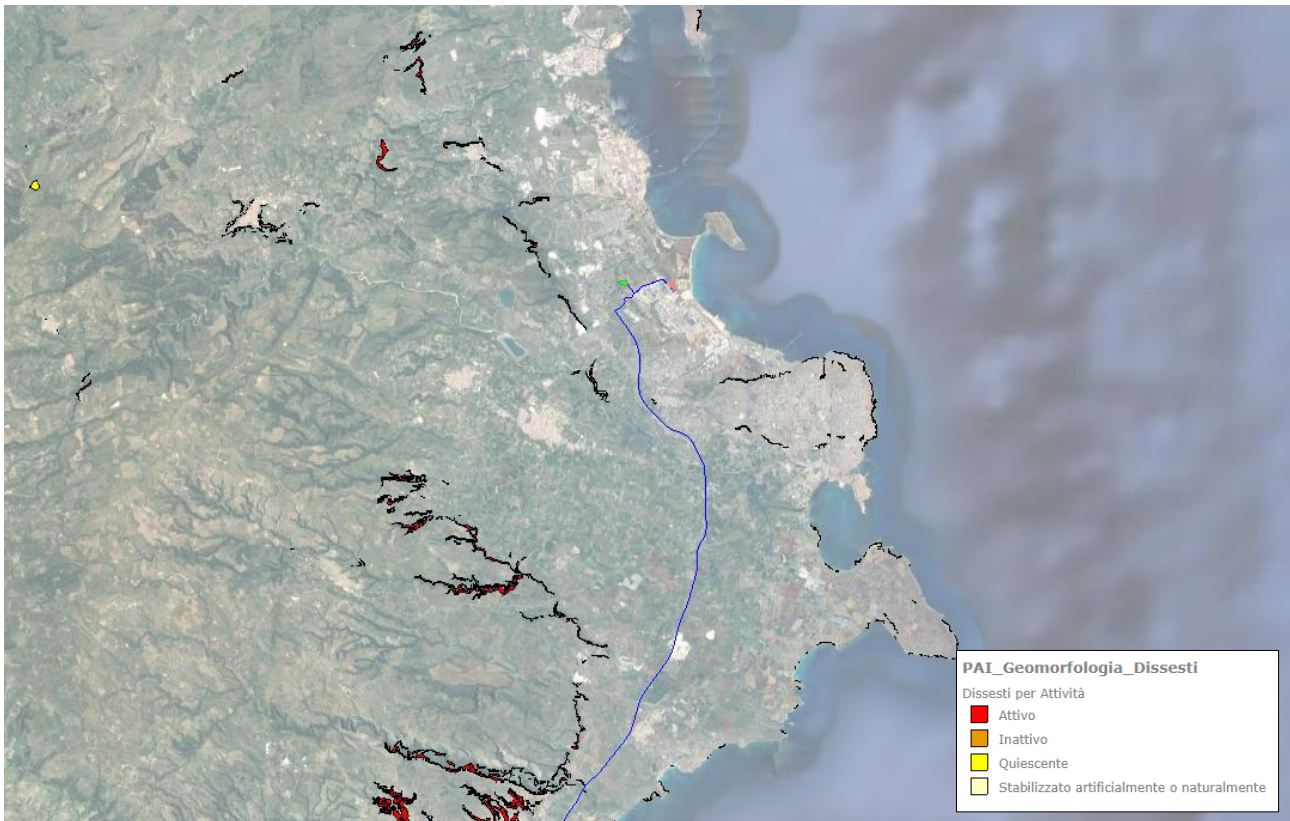 PAI_Geomorfologia_Dissesti
Dissesti per Attività
Attivo
Inattivo
Quiescente
Stabilizzato artificialmente o naturalmente